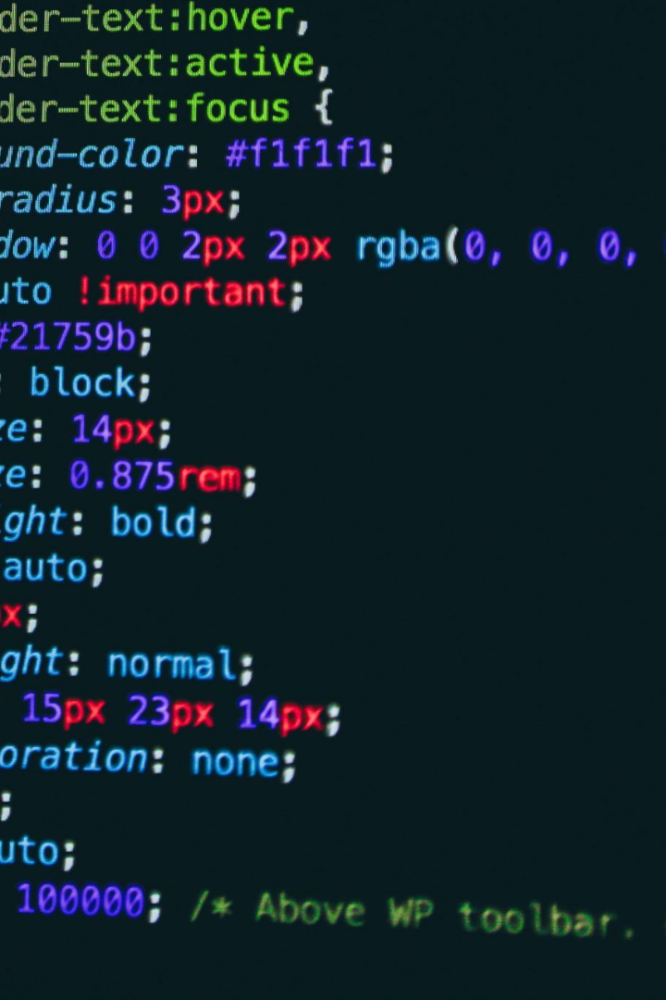 der-text:hover,
der-text:active,
der-text:focus {
und-color: #f1f1f1;
radius: 3px;
dow: 0 0 2px 2px rgba(0, 0, 0,
uto !important;
#21759b;
: block;
ze: 14px;
ze: 0.875rem;
ight: bold;
auto;
x;
ght: normal;
15px 23px 14px;
oration: none;
;
uto;
100000; /* Above WP toolbar.